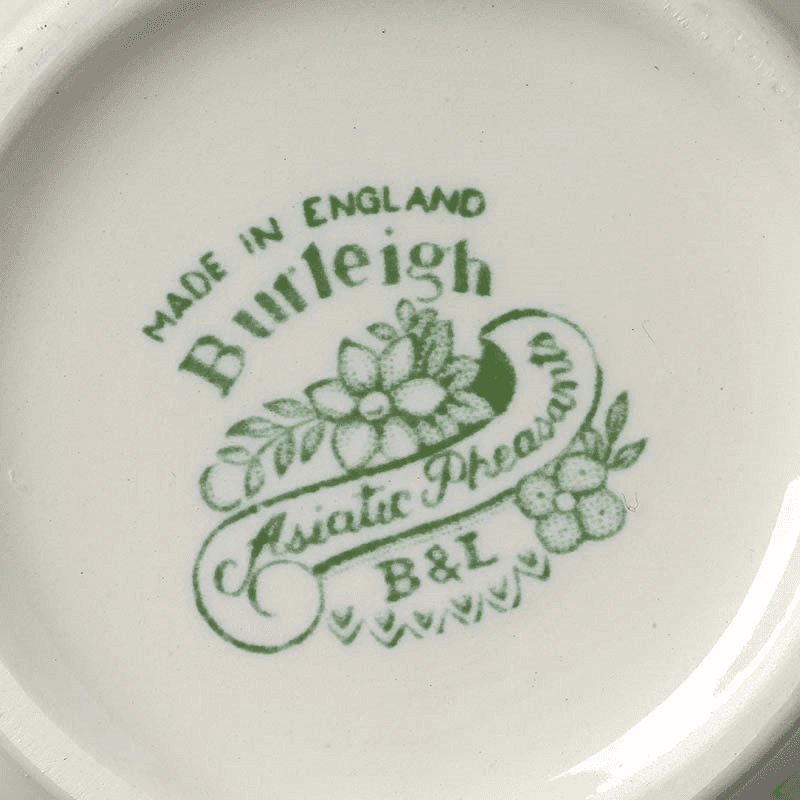 MADE IN ENGLAND
Burleigh
Asiatic Pheasants
B&L